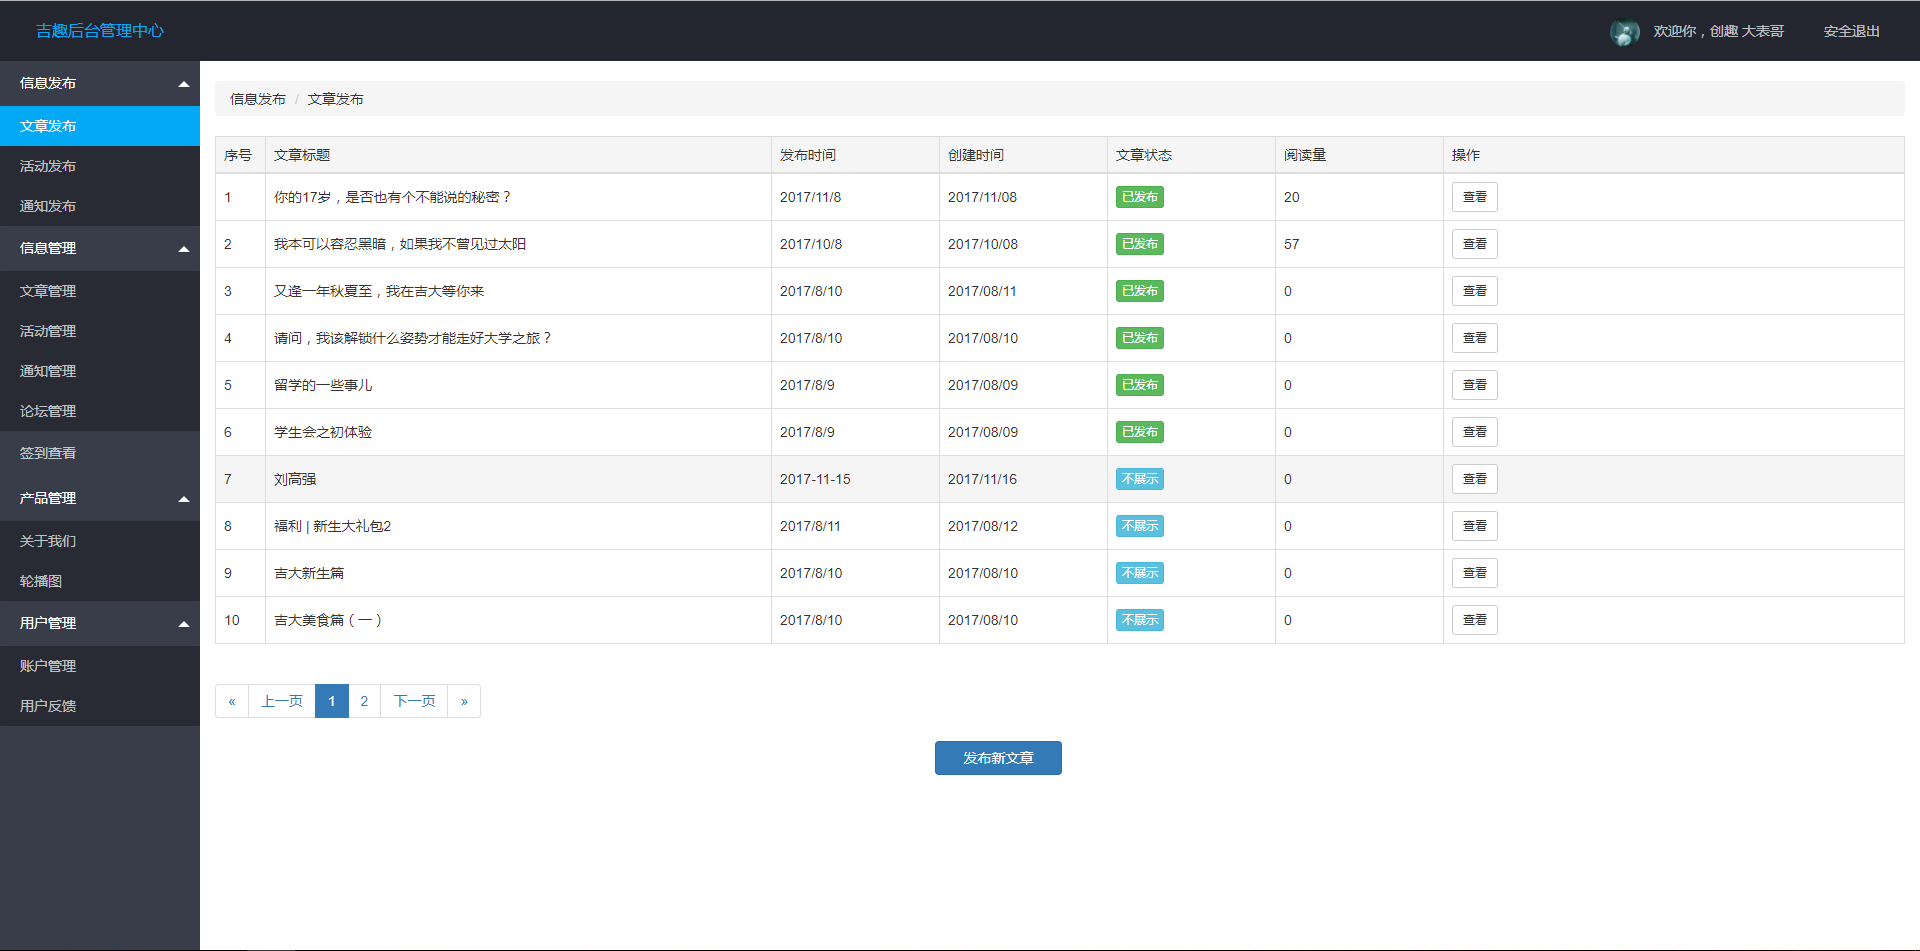 吉趣后台管理中心
欢迎你，创趣 大表哥 安全退出
信息发布
文章发布
活动发布
通知发布
信息管理
文章管理
活动管理
通知管理
论坛管理
签到查看
产品管理
关于我们
轮播图
用户管理
账户管理
用户反馈
信息发布 / 文章发布
序号 文章标题 发布时间 创建时间 文章状态 阅读量 操作
1 你的17岁，是否也有个不能说的秘密？ 2017/11/8 2017/11/08 已发布 20 查看
2 我本可以容忍黑暗，如果我不曾见过太阳 2017/10/8 2017/10/08 已发布 57 查看
3 又逢一年秋夏至，我在吉大等你来 2017/8/10 2017/08/11 已发布 0 查看
4 请问，我该解锁什么姿势才能走好大学之旅？ 2017/8/10 2017/08/10 已发布 0 查看
5 留学的一些事儿 2017/8/9 2017/08/09 已发布 0 查看
6 学生会之初体验 2017/8/9 2017/08/09 已发布 0 查看
7 刘高强 2017-11-15 2017/11/16 不展示 0 查看
8 福利 | 新生大礼包2 2017/8/11 2017/08/12 不展示 0 查看
9 吉大新生篇 2017/8/10 2017/08/10 不展示 0 查看
10 吉大美食篇（一） 2017/8/10 2017/08/10 不展示 0 查看
« 上一页 1 2 下一页 »
发布新文章